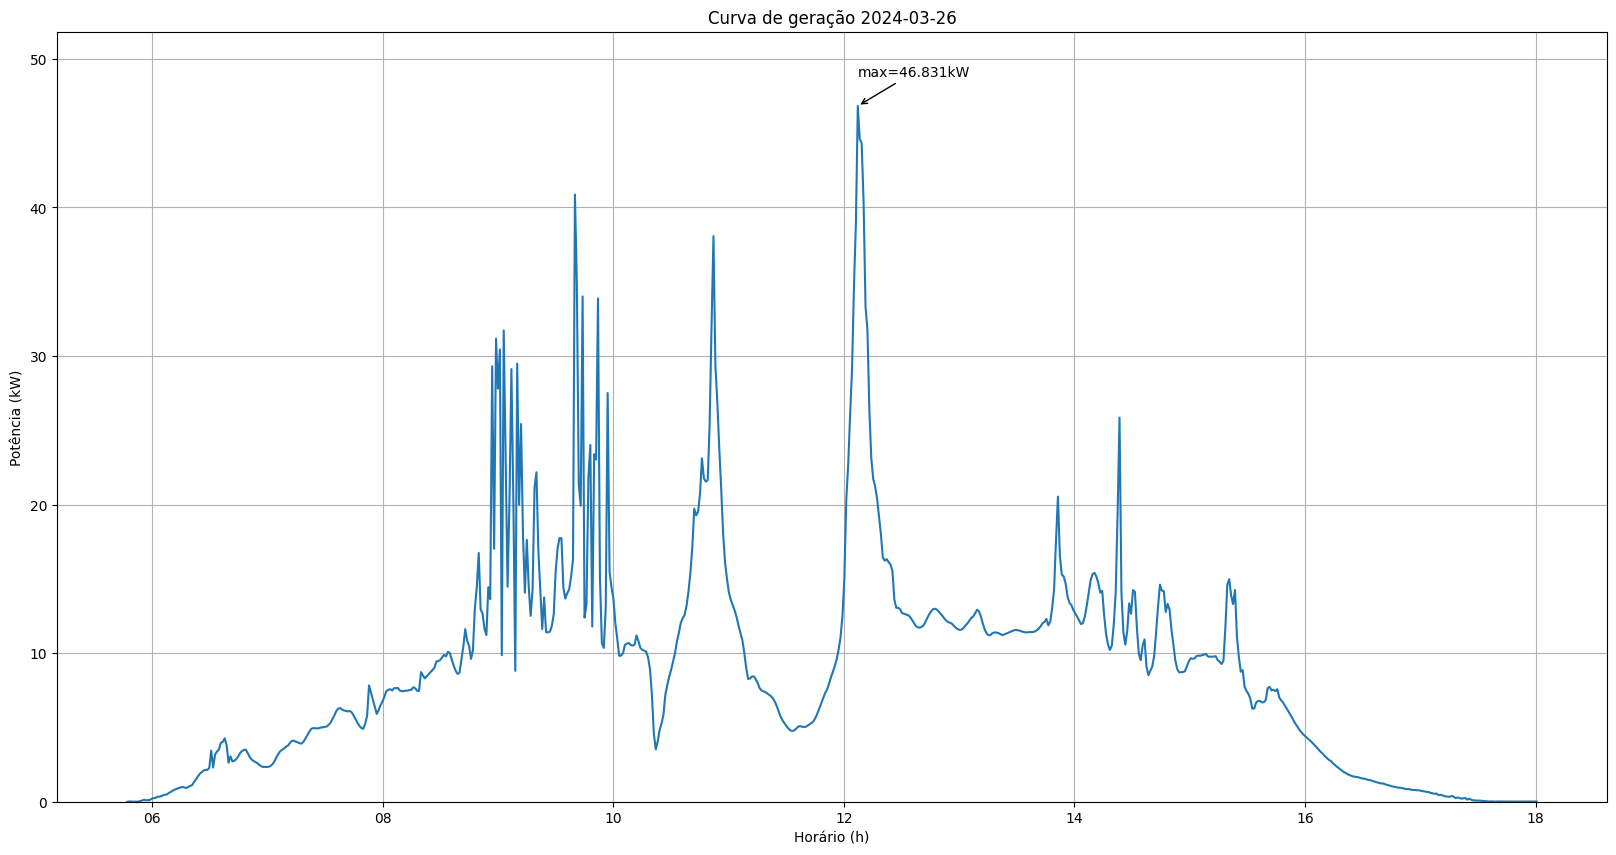 Curva de geração 2024-03-26
max=46.831kW
Potência (kW)
50
40
30
20
10
0
06 08 10 12 14 16 18
Horário (h)